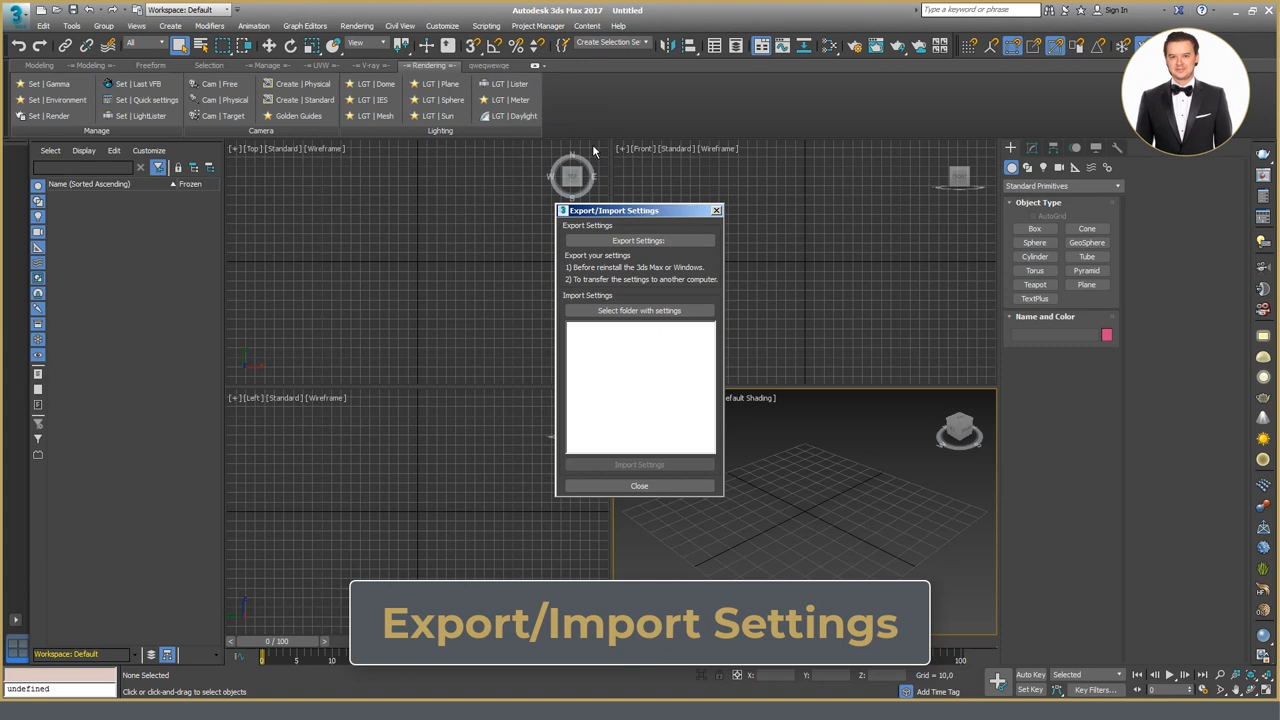 Workspace: Default
Autodesk 3ds Max 2017 Untitled
Type a keyword or phrase
Sign In
Edit Tools Group Views Create Modifiers Animation Graph Editors Rendering Civil View Customize Scripting Project Manager Content Help
All
View
Create Selection Se
Modeling
Modeling
Freeform
Selection
Manage
UVW
V-ray
Rendering
qweqwewqe
Set | Gamma Set | Last VFB Cam | Free Create | Physical LGT | Dome LGT | Plane LGT | Lister
Set | Environment Set | Quick settings Cam | Physical Create | Standard LGT | IES LGT | Sphere LGT | Meter
Set | Render Set | LightLister Cam | Target Golden Guides LGT | Mesh LGT | Sun LGT | Daylight
Manage Camera Lighting
Select Display Edit Customize
Name (Sorted Ascending) Frozen
[+] [Top] [Standard] [Wireframe]
[+] [Front] [Standard] [Wireframe]
Standard Primitives
Object Type
AutoGrid
Box Cone
Sphere GeoSphere
Cylinder Tube
Torus Pyramid
Teapot Plane
TextPlus
Name and Color
Export/Import Settings
Export Settings
Export Settings:
Export your settings
1) Before reinstall the 3ds Max or Windows.
2) To transfer the settings to another computer.
Import Settings
Select folder with settings
Import Settings
Close
[+] [Left] [Standard] [Wireframe]
efault Shading ]
Export/Import Settings
0 / 100
Workspace: Default
0 5 10 100
undefined
None Selected
Click or click-and-drag to select objects
X: Y: Z: Grid = 10,0
Add Time Tag
Auto Key Selected
Set Key Key Filters... 0